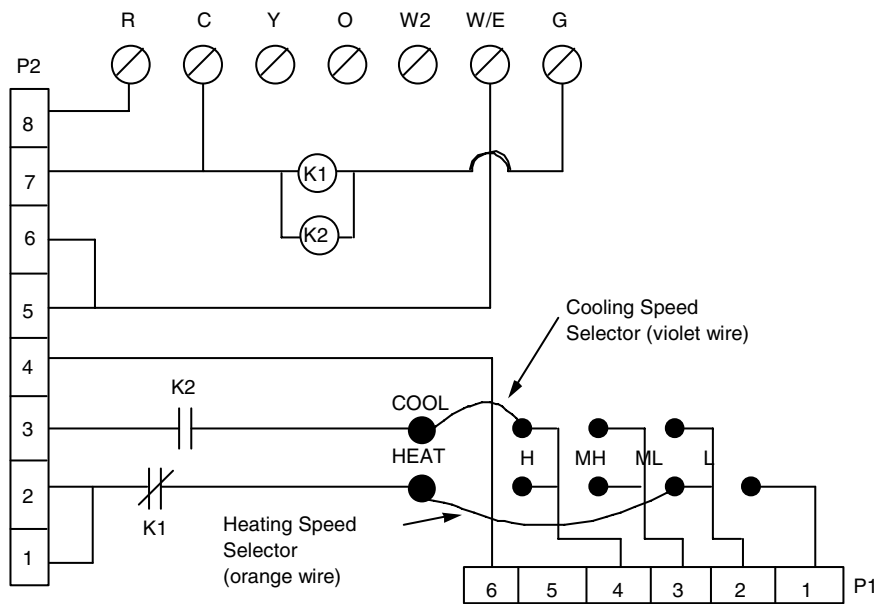 R C Y O W2 W/E G
P2
8
7
K1
6
K2
5
Cooling Speed
Selector (violet wire)
4
K2
COOL
3
HEAT H MH ML L
2
K1
Heating Speed
Selector
(orange wire)
1
6 5 4 3 2 1 P1